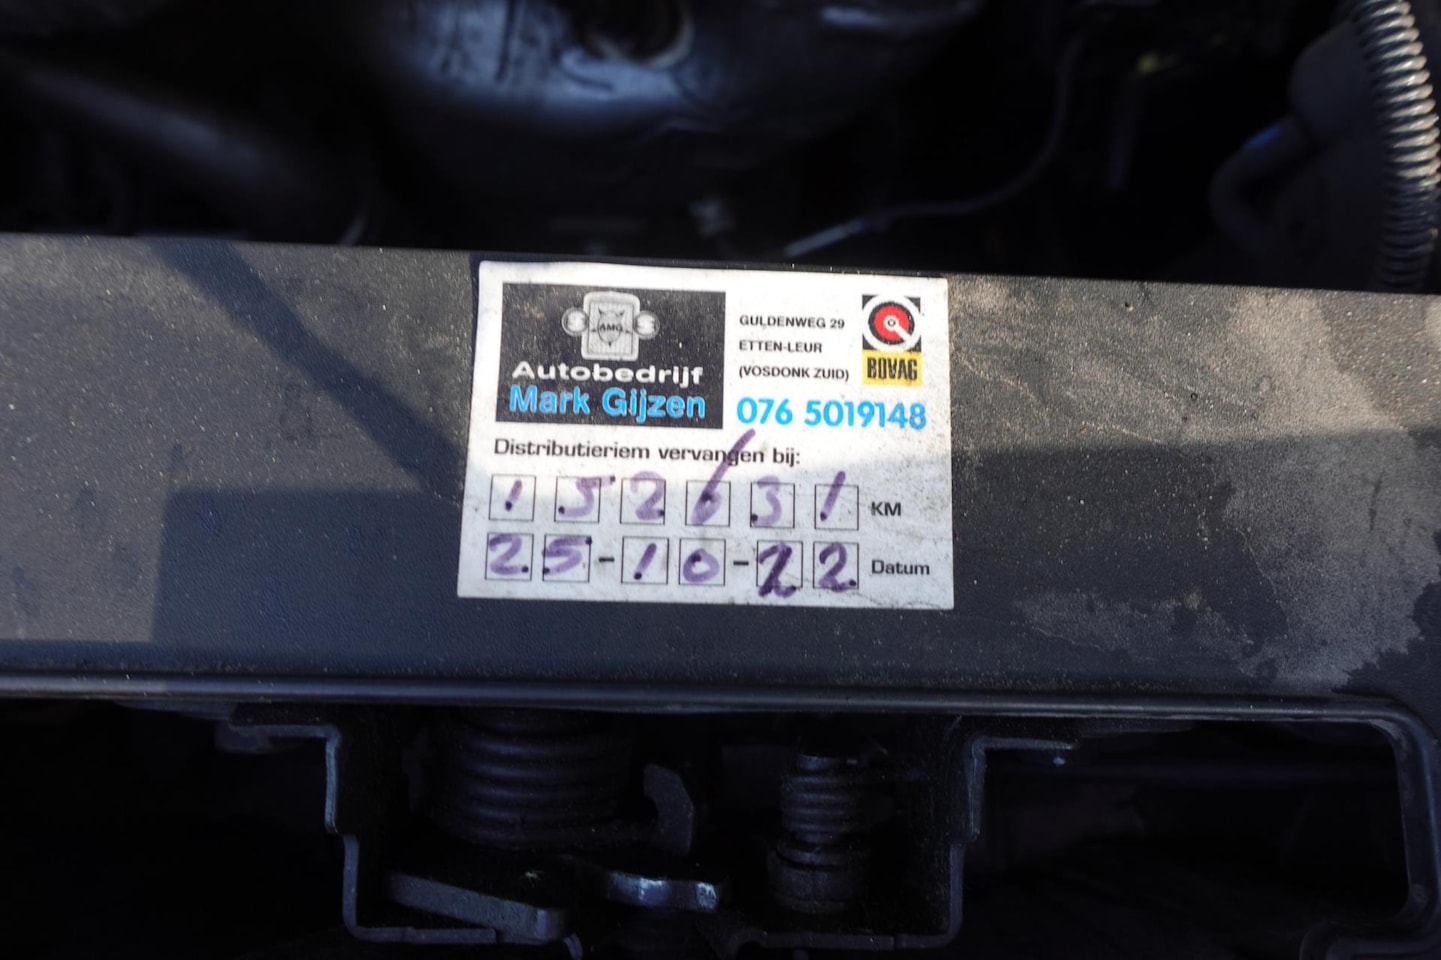 AMG
Autobedrijf
Mark Gijzen
GULDENWEG 29
ETTEN-LEUR
(VOSDONK ZUID)
BOVAG
076 5019148
Distributieriem vervangen bij:
152631 KM
25-10-22 Datum